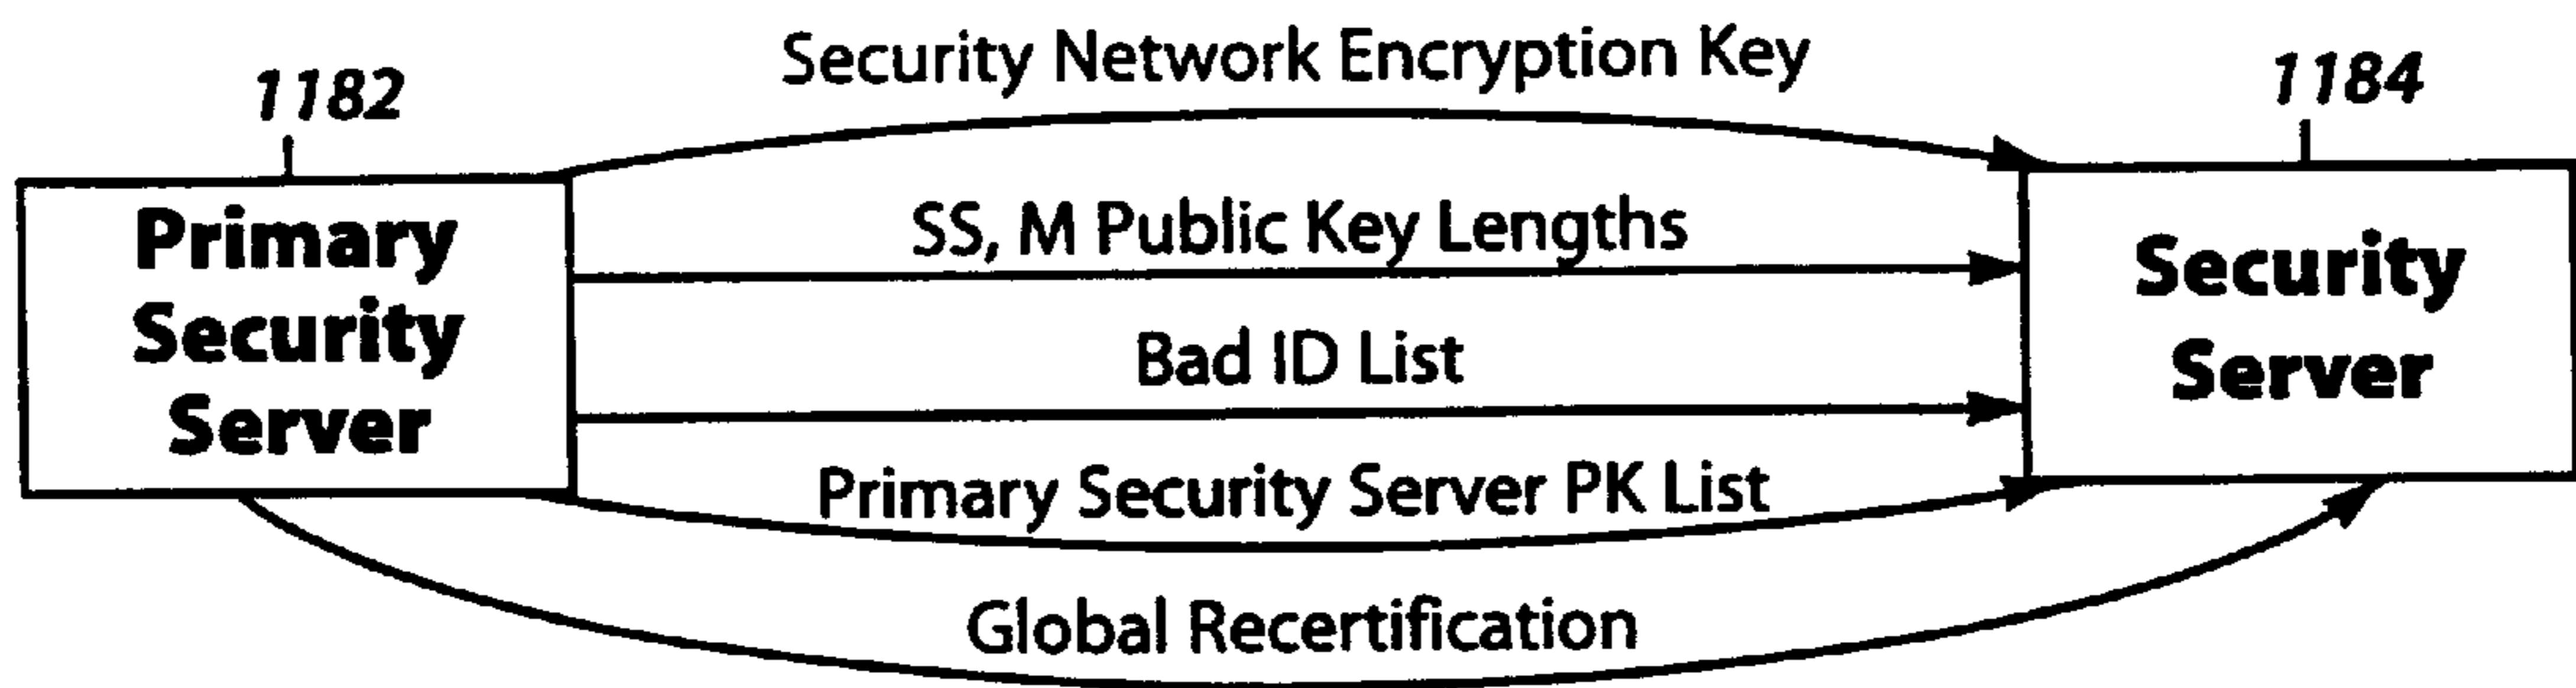 Security Network Encryption Key
1182
1184
SS, M Public Key Lengths
Primary
Security
Server
Security
Server
Bad ID List
Primary Security Server PK List
Global Recertification